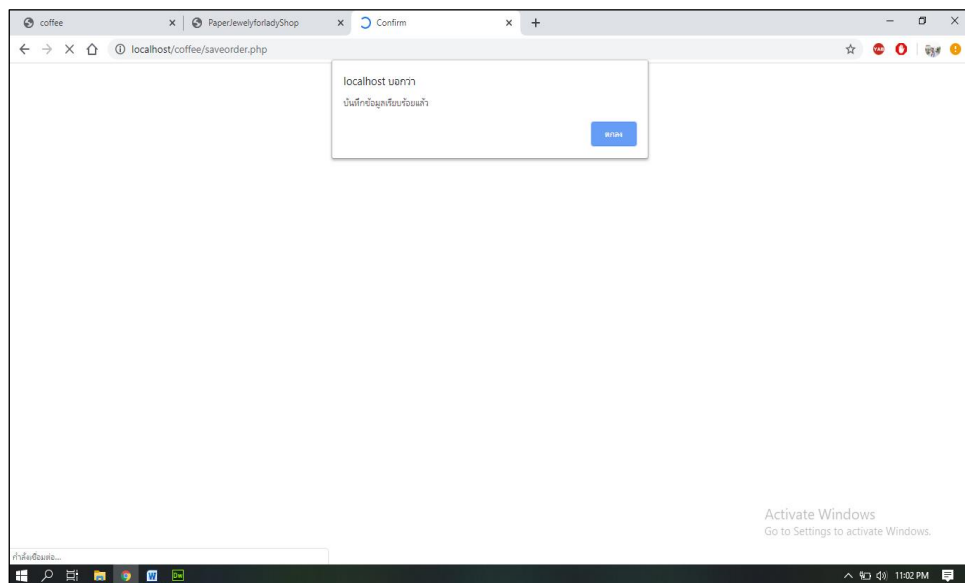 coffee
PaperJewelyforladyShop
Confirm
localhost/coffee/saveorder.php
localhost บอกว่า
บันทึกข้อมูลเรียบร้อยแล้ว
ตกลง
Activate Windows
Go to Settings to activate Windows.
กำลังเชื่อมต่อ...
11:02 PM